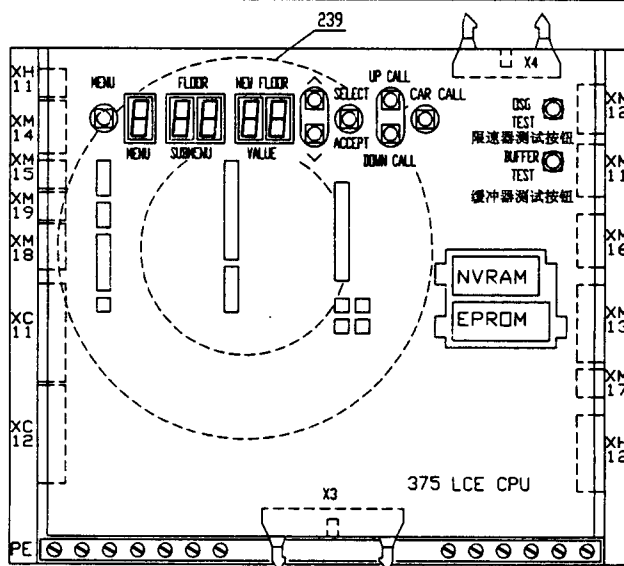 239
XH
11
XM
14
XM
15
XM
19
XM
18
XC
11
XC
12
PE
MENU
FLOOR
NEW FLOOR
SELECT
UP CALL
CAR CALL
MENU
SUBMENU
VALUE
ACCEPT
DOWN CALL
X4
OSG
TEST
限速器测试按钮
BUFFER
TEST
缓冲器测试按钮
NVRAM
EPROM
375 LCE CPU
X3
XM
12
XM
11
XM
16
XM
13
XM
17
XH
12